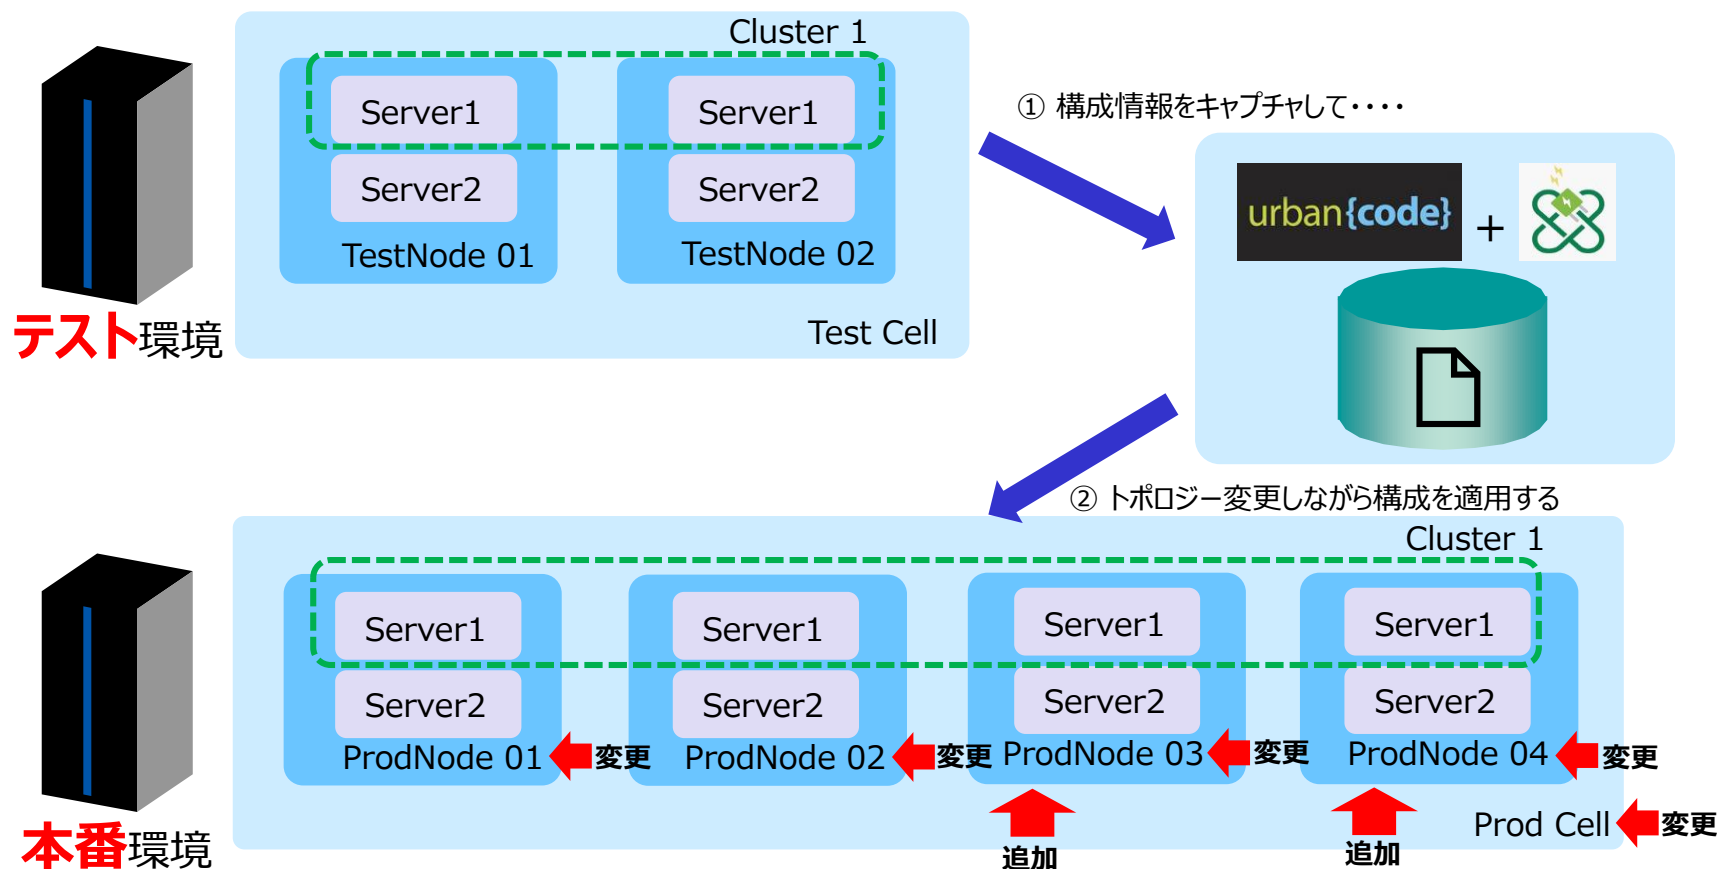 Cluster 1
Server1
Server1
Server2
Server2
TestNode 01
TestNode 02
Test Cell
テスト環境
① 構成情報をキャプチャして・・・・
urban{code}
+
② トポロジー変更しながら構成を適用する
Cluster 1
Server1
Server1
Server1
Server1
Server2
Server2
Server2
Server2
ProdNode 01
変更
ProdNode 02
変更
ProdNode 03
変更
ProdNode 04
変更
追加
追加
Prod Cell
変更
本番環境